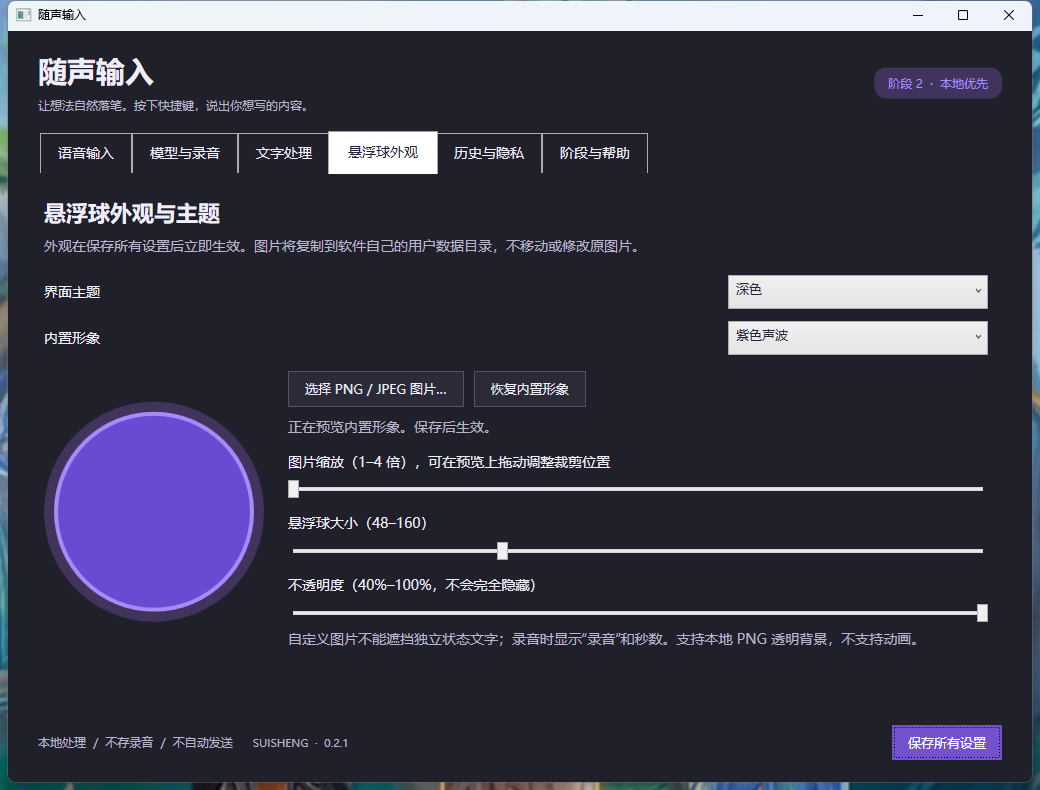 随声输入
随声输入
让想法自然落笔。按下快捷键，说出你想写的内容。
阶段 2 · 本地优先
语音输入 模型与录音 文字处理 悬浮球外观 历史与隐私 阶段与帮助
悬浮球外观与主题
外观在保存所有设置后立即生效。图片将复制到软件自己的用户数据目录，不移动或修改原图片。
界面主题 深色
内置形象 紫色声波
选择 PNG / JPEG 图片... 恢复内置形象
正在预览内置形象。保存后生效。
图片缩放（1–4 倍），可在预览上拖动调整裁剪位置
悬浮球大小（48–160）
不透明度（40%–100%，不会完全隐藏）
自定义图片不能遮挡独立状态文字；录音时显示“录音”和秒数。支持本地 PNG 透明背景，不支持动画。
本地处理 / 不存录音 / 不自动发送 SUISHENG · 0.2.1
保存所有设置